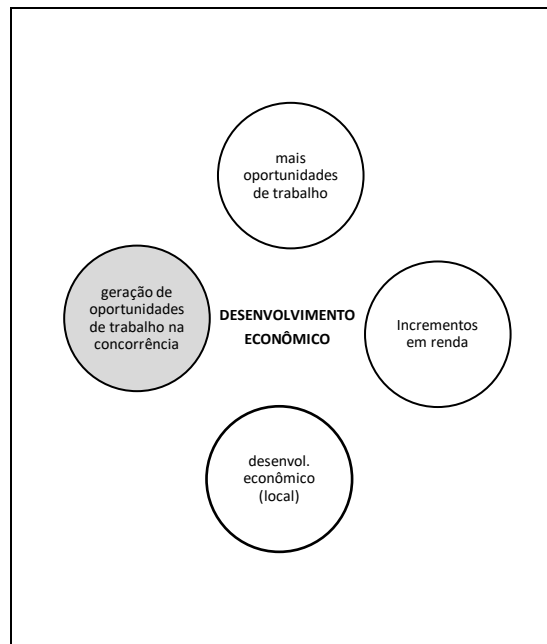 mais
oportunidades
de trabalho
geração de
oportunidades
de trabalho na
concorrência
DESENVOLVIMENTO
ECONÔMICO
Incrementos
em renda
desenvol.
econômico
(local)